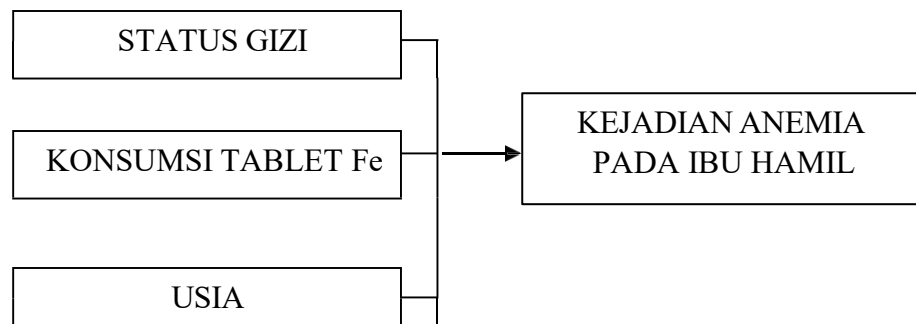 STATUS GIZI
KONSUMSI TABLET Fe
USIA
KEJADIAN ANEMIA
PADA IBU HAMIL